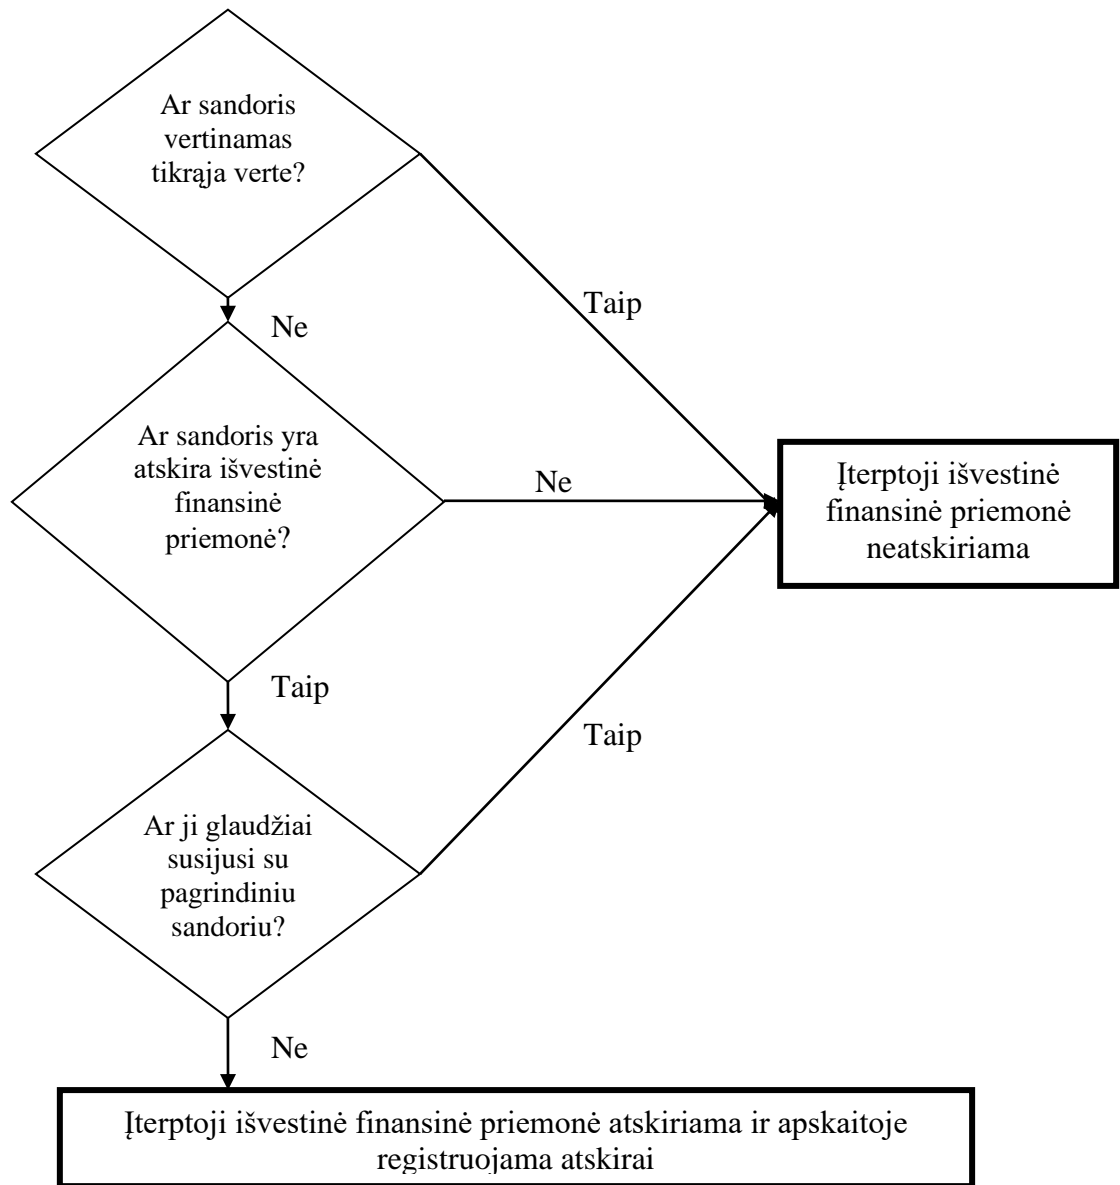 Ar sandoris
vertinamas
tikrąja verte?
Taip
Ne
Ar sandoris yra
atskira išvestinė
finansinė
priemonė?
Ne
Įterptoji išvestinė
finansinė priemonė
neatskiriama
Taip
Taip
Ar ji glaudžiai
susijusi su
pagrindiniu
sandoriu?
Ne
Įterptoji išvestinė finansinė priemonė atskiriama ir apskaitoje
registruojama atskirai